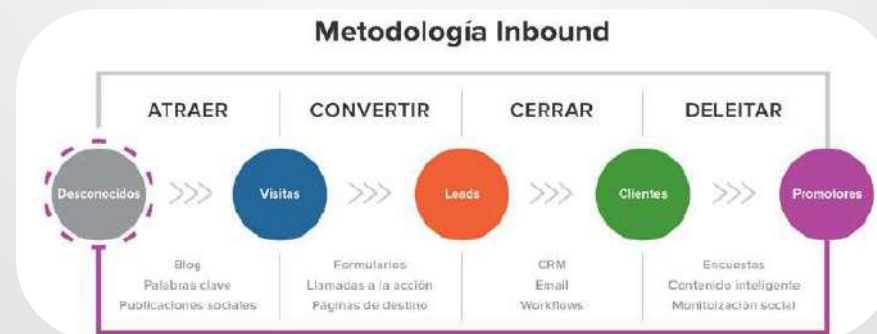 Metodología Inbound
ATRAER
CONVERTIR
CERRAR
DELEITAR
Desconocidos
Visitas
Leads
Clientes
Promotores
Blog
Palabras clave
Publicaciones sociales
Formularios
Llamadas a la acción
Páginas de destino
CRM
Email
Workflows
Encuestas
Contenido inteligente
Monitoización social